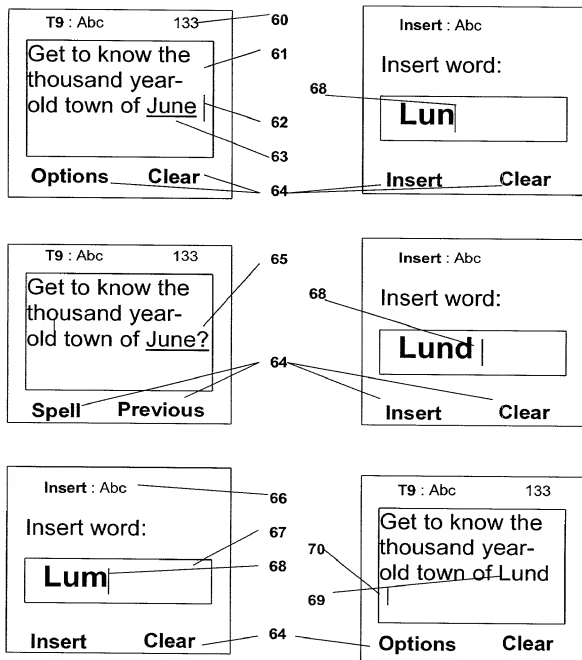 T9 : Abc 133
Get to know the
thousand year-
old town of June
Options Clear
60
61
62
63
64
Insert : Abc
Insert word:
Lun
Insert Clear
68
T9 : Abc 133
Get to know the
thousand year-
old town of June?
Spell Previous
65
64
Insert : Abc
Insert word:
Lund
Insert Clear
68
Insert : Abc
Insert word:
Lum
Insert Clear
66
67
68
64
T9 : Abc 133
Get to know the
thousand year-
old town of Lund
Options Clear
70
69